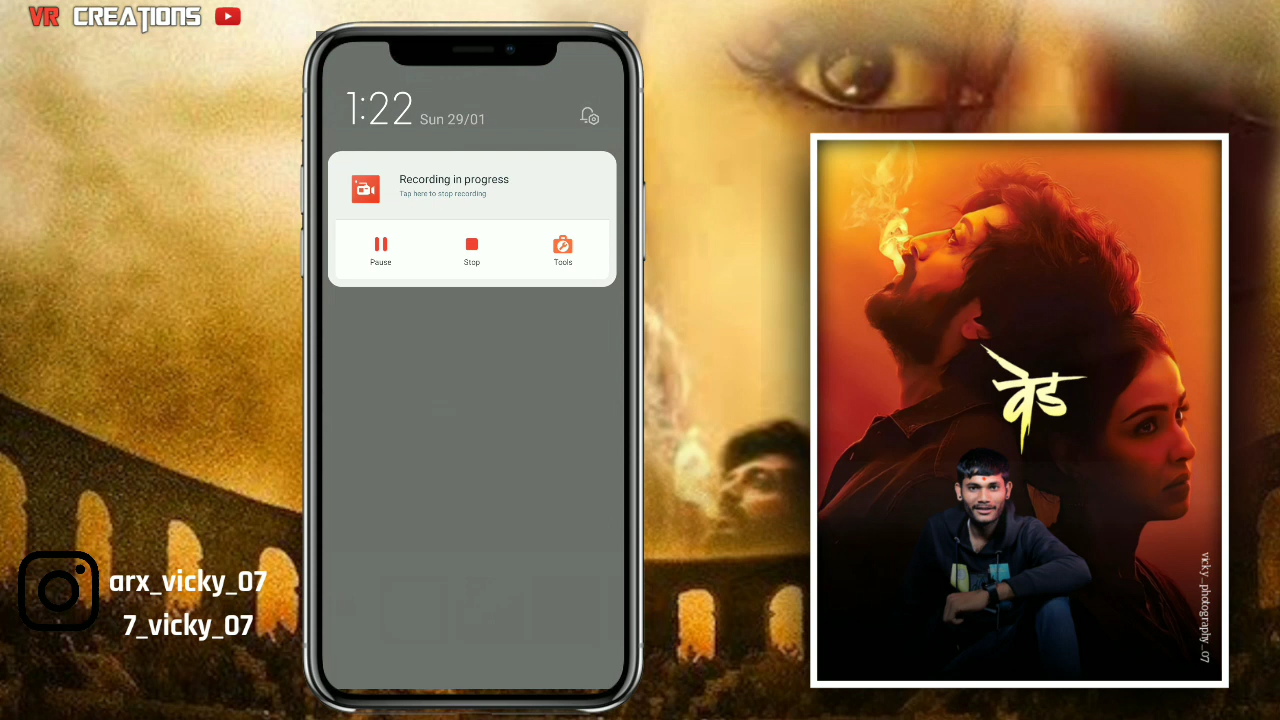 VR CREATIONS
1:22 Sun 29/01
Recording in progress
Tap here to stop recording
Pause
Stop
Tools
वेड
vicky_photography_07
arx_vicky_07
7_vicky_07